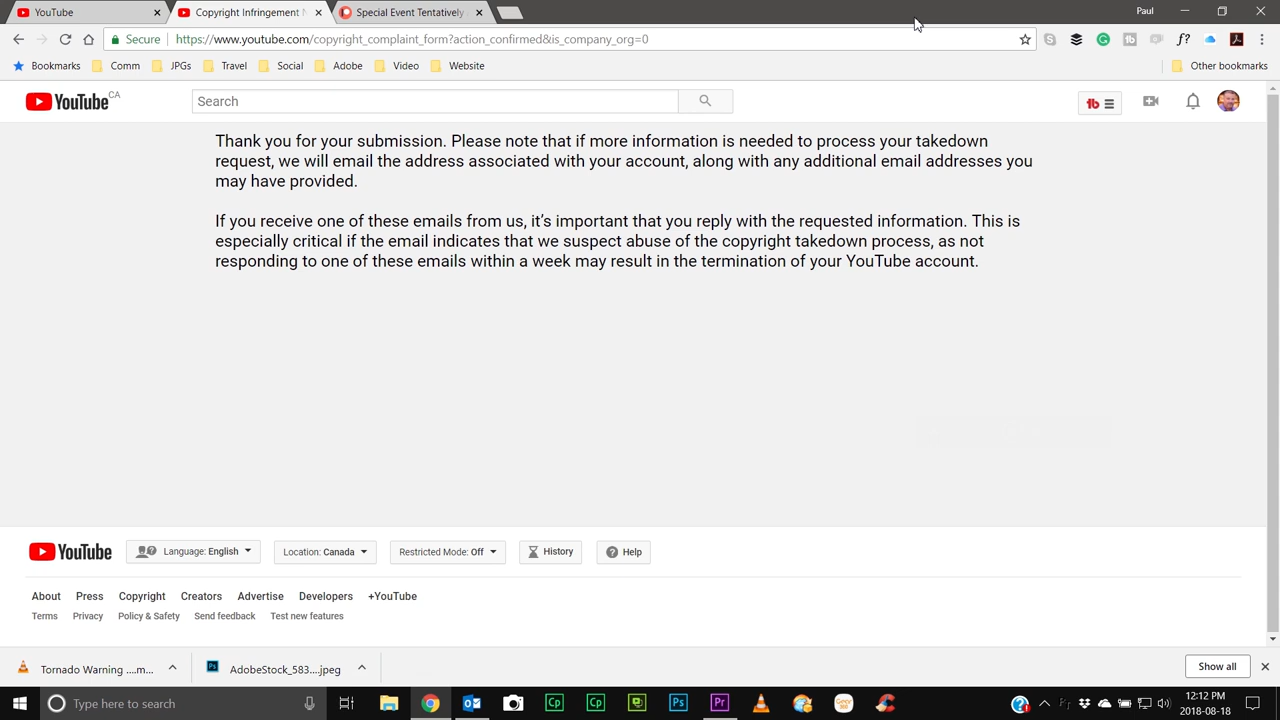 YouTube
Copyright Infringement N
Special Event Tentatively
Paul
Secure
https://www.youtube.com/copyright_complaint_form?action_confirmed&is_company_org=0
Bookmarks
Comm
JPGs
Travel
Social
Adobe
Video
Website
Other bookmarks
YouTube CA
Search
Thank you for your submission. Please note that if more information is needed to process your takedown
request, we will email the address associated with your account, along with any additional email addresses you
may have provided.
If you receive one of these emails from us, it’s important that you reply with the requested information. This is
especially critical if the email indicates that we suspect abuse of the copyright takedown process, as not
responding to one of these emails within a week may result in the termination of your YouTube account.
YouTube
Language: English
Location: Canada
Restricted Mode: Off
History
Help
About
Press
Copyright
Creators
Advertise
Developers
+YouTube
Terms
Privacy
Policy & Safety
Send feedback
Test new features
Tornado Warning ....m...
AdobeStock_583....jpeg
Show all
Type here to search
12:12 PM
2018-08-18